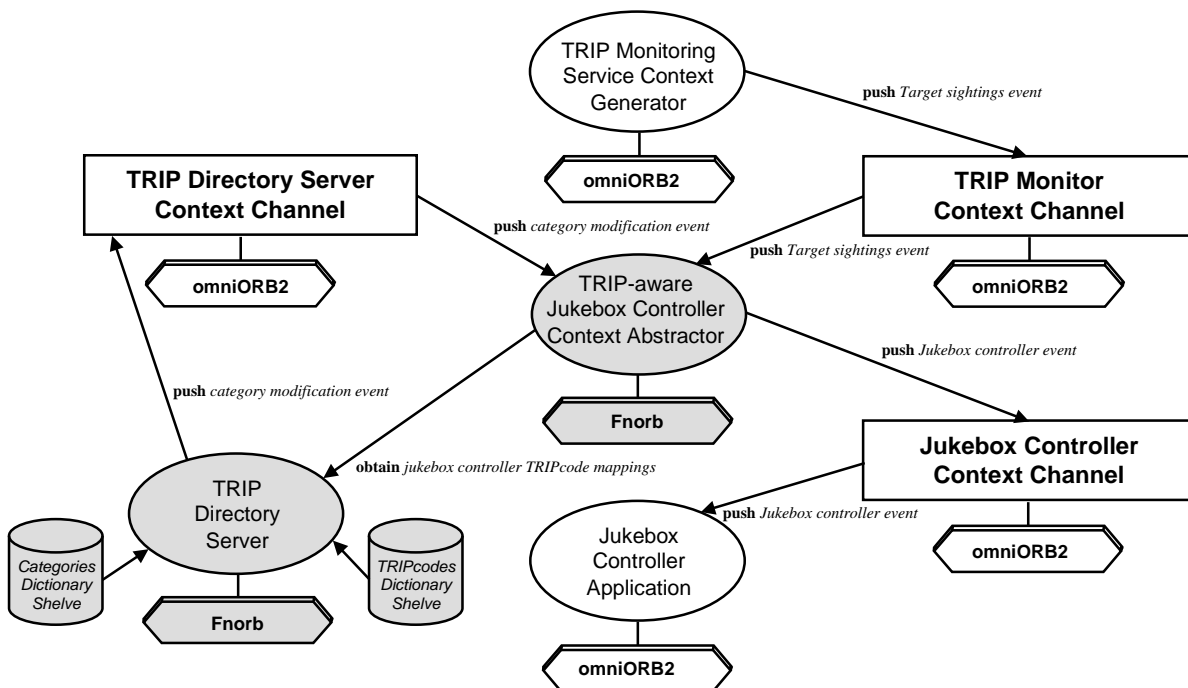 TRIP Monitoring
Service Context
Generator
push Target sightings event
omniORB2
TRIP Directory Server
Context Channel
TRIP Monitor
Context Channel
push category modification event
push Target sightings event
omniORB2
omniORB2
TRIP-aware
Jukebox Controller
Context Abstractor
push Jukebox controller event
push category modification event
Fnorb
Jukebox Controller
Context Channel
obtain jukebox controller TRIPcode mappings
TRIP
Directory
Server
push Jukebox controller event
Categories
Dictionary
Shelve
TRIPcodes
Dictionary
Shelve
Jukebox
Controller
Application
omniORB2
Fnorb
omniORB2